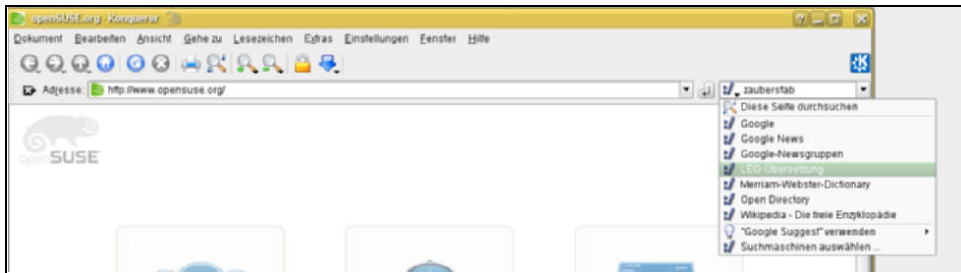 openSUSE.org - Konqueror
Dokument Bearbeiten Ansicht Gehe zu Lesezeichen Extras Einstellungen Fenster Hilfe
Adresse: http://www.opensuse.org/ zauberstab
Diese Seite durchsuchen
Google
Google News
Google-Newsgruppen
LEO-Übersetzung
Merriam-Webster-Dictionary
Open Directory
Wikipedia - Die freie Enzyklopädie
"Google Suggest" verwenden
Suchmaschinen auswählen ...
openSUSE